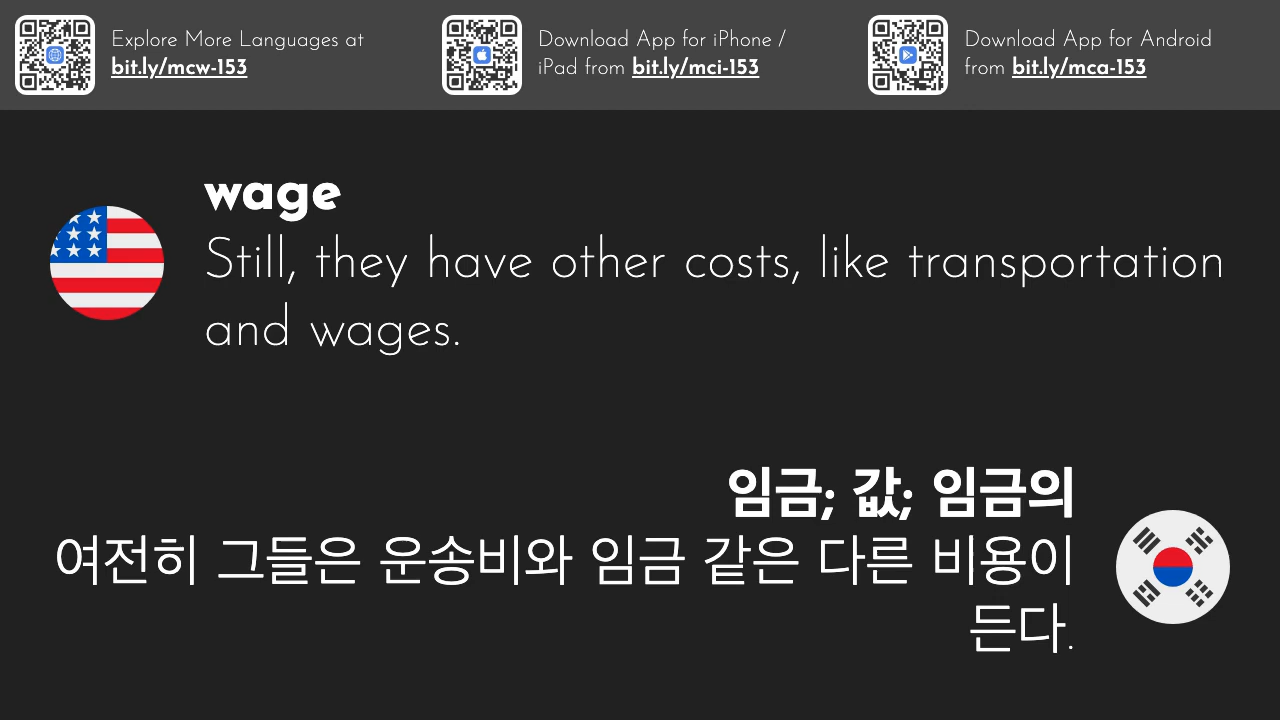 Explore More Languages at
bit.ly/mcw-153
Download App for iPhone /
iPad from bit.ly/mci-153
Download App for Android
from bit.ly/mca-153
wage
Still, they have other costs, like transportation
and wages.
임금; 값; 임금의
여전히 그들은 운송비와 임금 같은 다른 비용이
든다.